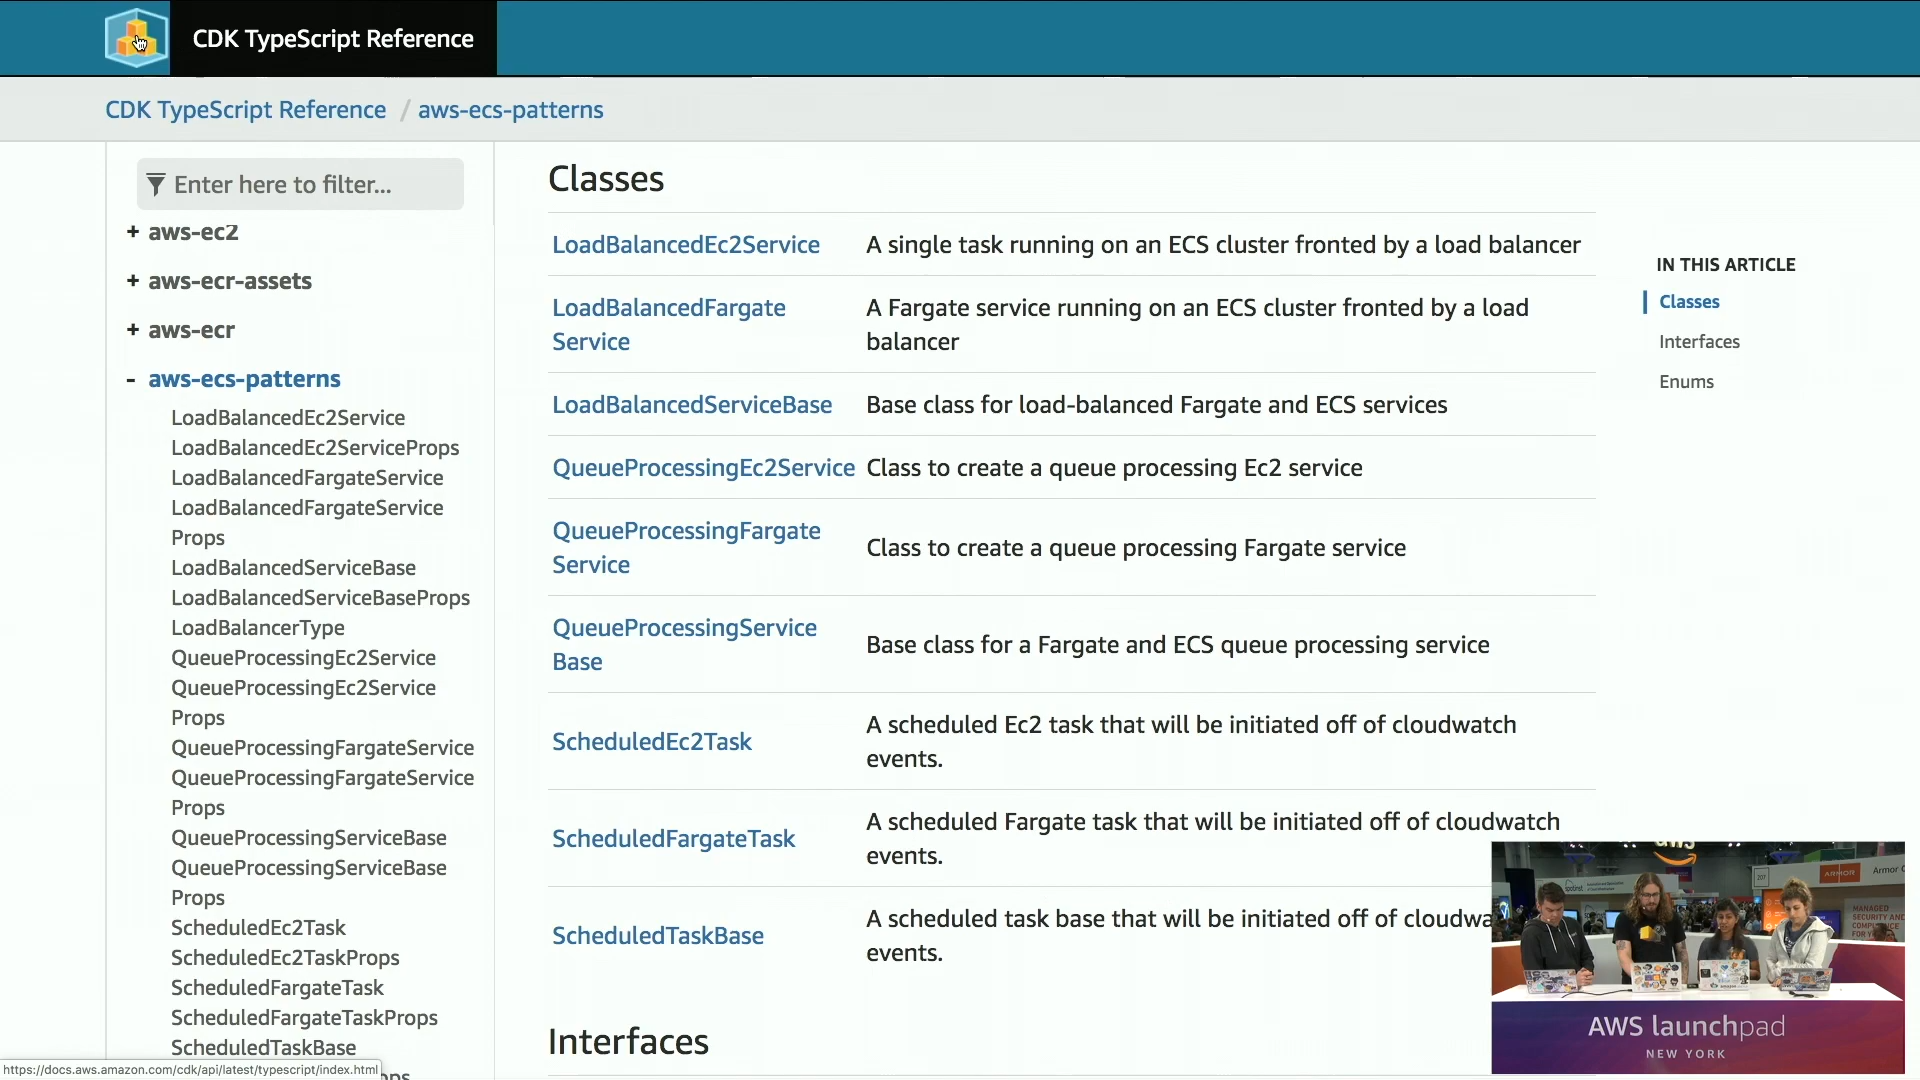 CDK TypeScript Reference
CDK TypeScript Reference / aws-ecs-patterns
Enter here to filter...
+ aws-ec2
+ aws-ecr-assets
+ aws-ecr
- aws-ecs-patterns
LoadBalancedEc2Service
LoadBalancedEc2ServiceProps
LoadBalancedFargateService
LoadBalancedFargateService
Props
LoadBalancedServiceBase
LoadBalancedServiceBaseProps
LoadBalancerType
QueueProcessingEc2Service
QueueProcessingEc2Service
Props
QueueProcessingFargateService
QueueProcessingFargateService
Props
QueueProcessingServiceBase
QueueProcessingServiceBase
Props
ScheduledEc2Task
ScheduledEc2TaskProps
ScheduledFargateTask
ScheduledFargateTaskProps
ScheduledTaskBase
https://docs.aws.amazon.com/cdk/api/latest/typescript/index.html
Classes
LoadBalancedEc2Service A single task running on an ECS cluster fronted by a load balancer
LoadBalancedFargate A Fargate service running on an ECS cluster fronted by a load
Service balancer
LoadBalancedServiceBase Base class for load-balanced Fargate and ECS services
QueueProcessingEc2Service Class to create a queue processing Ec2 service
QueueProcessingFargate
Service
Class to create a queue processing Fargate service
QueueProcessingService
Base
Base class for a Fargate and ECS queue processing service
ScheduledEc2Task
A scheduled Ec2 task that will be initiated off of cloudwatch
events.
ScheduledFargateTask
A scheduled Fargate task that will be initiated off of cloudwatch
events.
ScheduledTaskBase
A scheduled task base that will be initiated off of cloudwa
events.
Interfaces
IN THIS ARTICLE
Classes
Interfaces
Enums
aws
ARMOR
Armor
MANAGED
SECURITY AND
AWS launchpad
NEW YORK